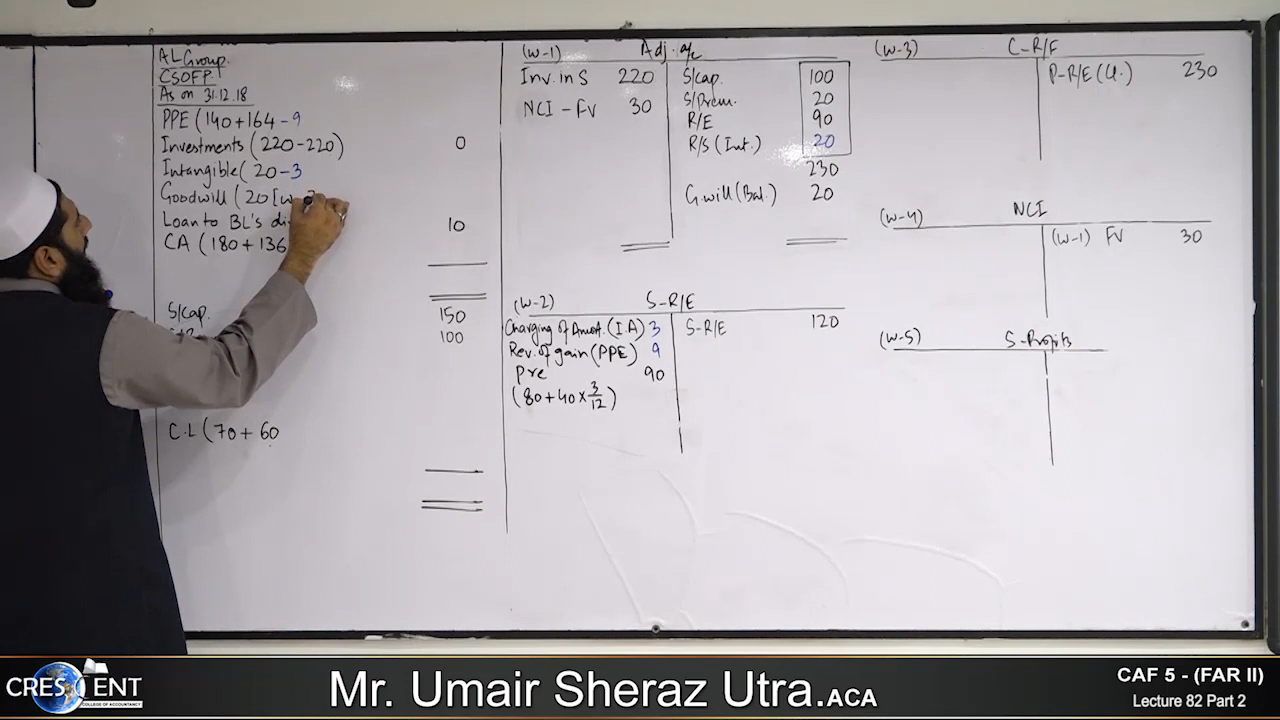 AL Group.
CSOFP
As on 31.12.18
PPE (140+164-9
Investments (220-220) 0
Intangible( 20-3
Goodwill ( 20 [w-
Loan to BL's di 10
CA (180+136
S/Cap. 150
100
C.L (70+60
(W-1) Adj. a/c
Inv. in S 220 S/Cap. 100
NCI - FV 30 S/Prem. 20
R/E 90
R/S (Int.) 20
230
G.will (Bal.) 20
(W-2) S-R/E
Charging of Amort. (I.A) 3 S-R/E 120
Rev. of gain (PPE) 9
Pre 90
(80+40×3/12)
(W-3) C-R/F
P-R/E (U.) 230
(W-4) NCI
(W-1) FV 30
(W-5) S-Profits
CRESCENT
COLLEGE OF ACCOUNTANCY
Mr. Umair Sheraz Utra.ACA
CAF 5 - (FAR II)
Lecture 82 Part 2